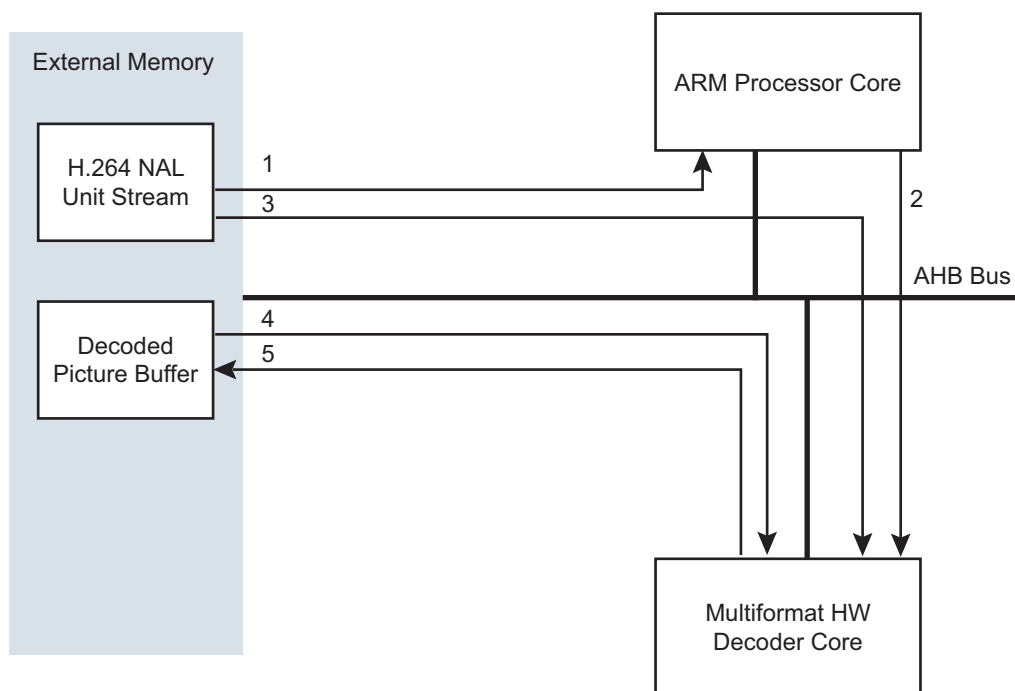 External Memory
ARM Processor Core
H.264 NAL
Unit Stream
1
3
2
AHB Bus
Decoded
Picture Buffer
4
5
Multiformat HW
Decoder Core